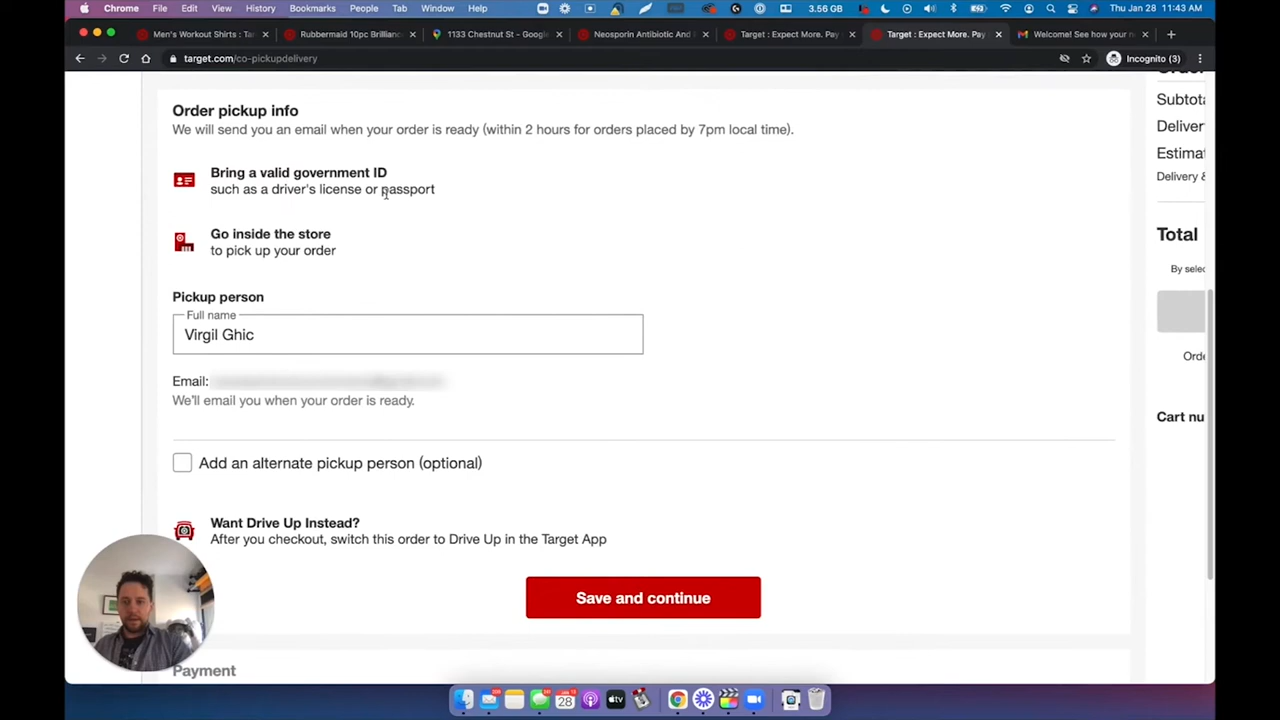 Chrome File Edit View History Bookmarks People Tab Window Help 3.56 GB Thu Jan 28 11:43 AM
Men's Workout Shirts : Ta Rubbermaid 10pc Brilliance 1133 Chestnut St - Google Neosporin Antibiotic And Target : Expect More. Pay Target : Expect More. Pay Welcome! See how your n
target.com/co-pickupdelivery Incognito (3)
Order pickup info
We will send you an email when your order is ready (within 2 hours for orders placed by 7pm local time).
Bring a valid government ID
such as a driver's license or passport
Go inside the store
to pick up your order
Pickup person
Full name
Virgil Ghic
Email:
We'll email you when your order is ready.
Add an alternate pickup person (optional)
Want Drive Up Instead?
After you checkout, switch this order to Drive Up in the Target App
Save and continue
Payment
Subtota
Deliver
Estima
Delivery &
Total
By selec
Orde
Cart nu
28